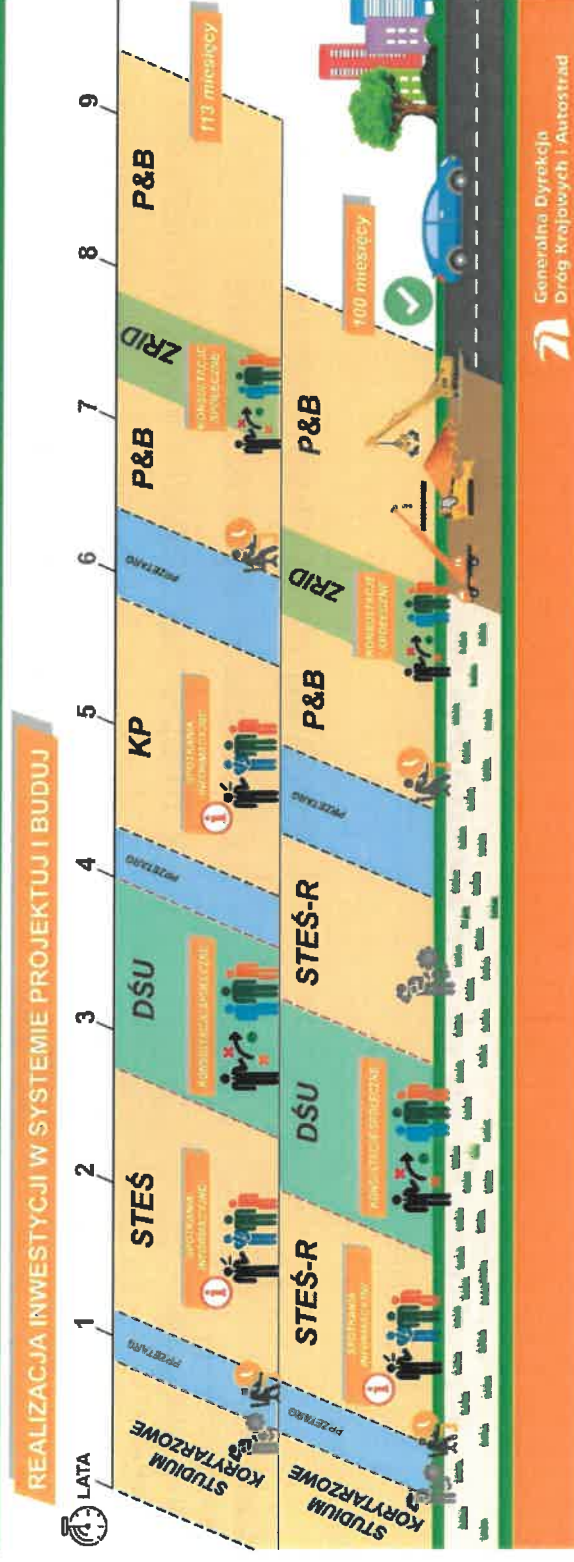 REALIZACJA INWESTYCJI W SYSTEMIE PROJEKTUJ I BUDUJ
LATA
1
2
3
4
5
6
7
8
9
STUDIUM
KORYTARZOWE
PRZETARG
STEŚ
SPOTKANIA
INFORMACYJNE
DŚU
KONSULTACJE SPOŁECZNE
PRZETARG
KP
SPOTKANIA
INFORMACYJNE
PRZETARG
P&B
ZRID
KONSULTACJE
SPOŁECZNE
P&B
113 miesięcy
STUDIUM
KORYTARZOWE
PRZETARG
STEŚ-R
SPOTKANIA
INFORMACYJNE
DŚU
KONSULTACJE SPOŁECZNE
STEŚ-R
PRZETARG
P&B
ZRID
KONSULTACJE
SPOŁECZNE
P&B
100 miesięcy
Generalna Dyrekcja
Dróg Krajowych i Autostrad